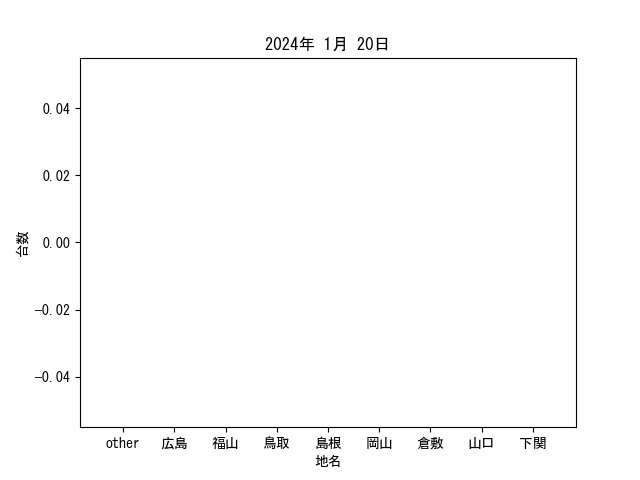 2024年 1月 20日
台数
0.04
0.02
0.00
−0.02
−0.04
other 広島 福山 鳥取 島根 岡山 倉敷 山口 下関
地名